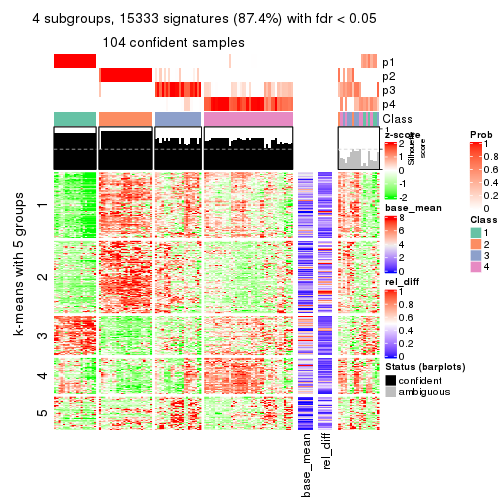 4 subgroups, 15333 signatures (87.4%) with fdr < 0.05
104 confident samples
p1
p2
p3
p4
Class
1
0
Silhouette
score
k-means with 5 groups
1
2
3
4
5
base_mean
rel_diff
z-score
2
1
0
-1
-2
base_mean
8
6
4
2
0
rel_diff
1
0.8
0.6
0.4
0.2
0
Status (barplots)
confident
ambiguous
Prob
1
0.8
0.6
0.4
0.2
0
Class
1
2
3
4